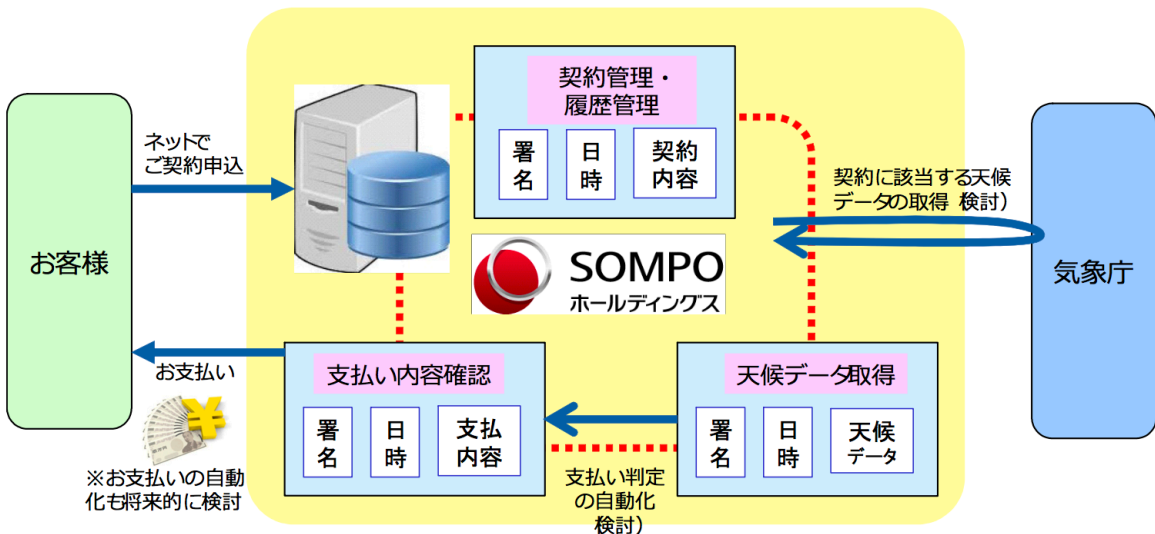 お客様
ネットで
ご契約申込
契約管理・
履歴管理
署名
日時
契約
内容
契約に該当する天候
データの取得 検討）
気象庁
SOMPO
ホールディングス
お支払い
※お支払いの自動
化も将来的に検討
支払い内容確認
署名
日時
支払
内容
支払い判定
の自動化
検討）
天候データ取得
署名
日時
天候
データ